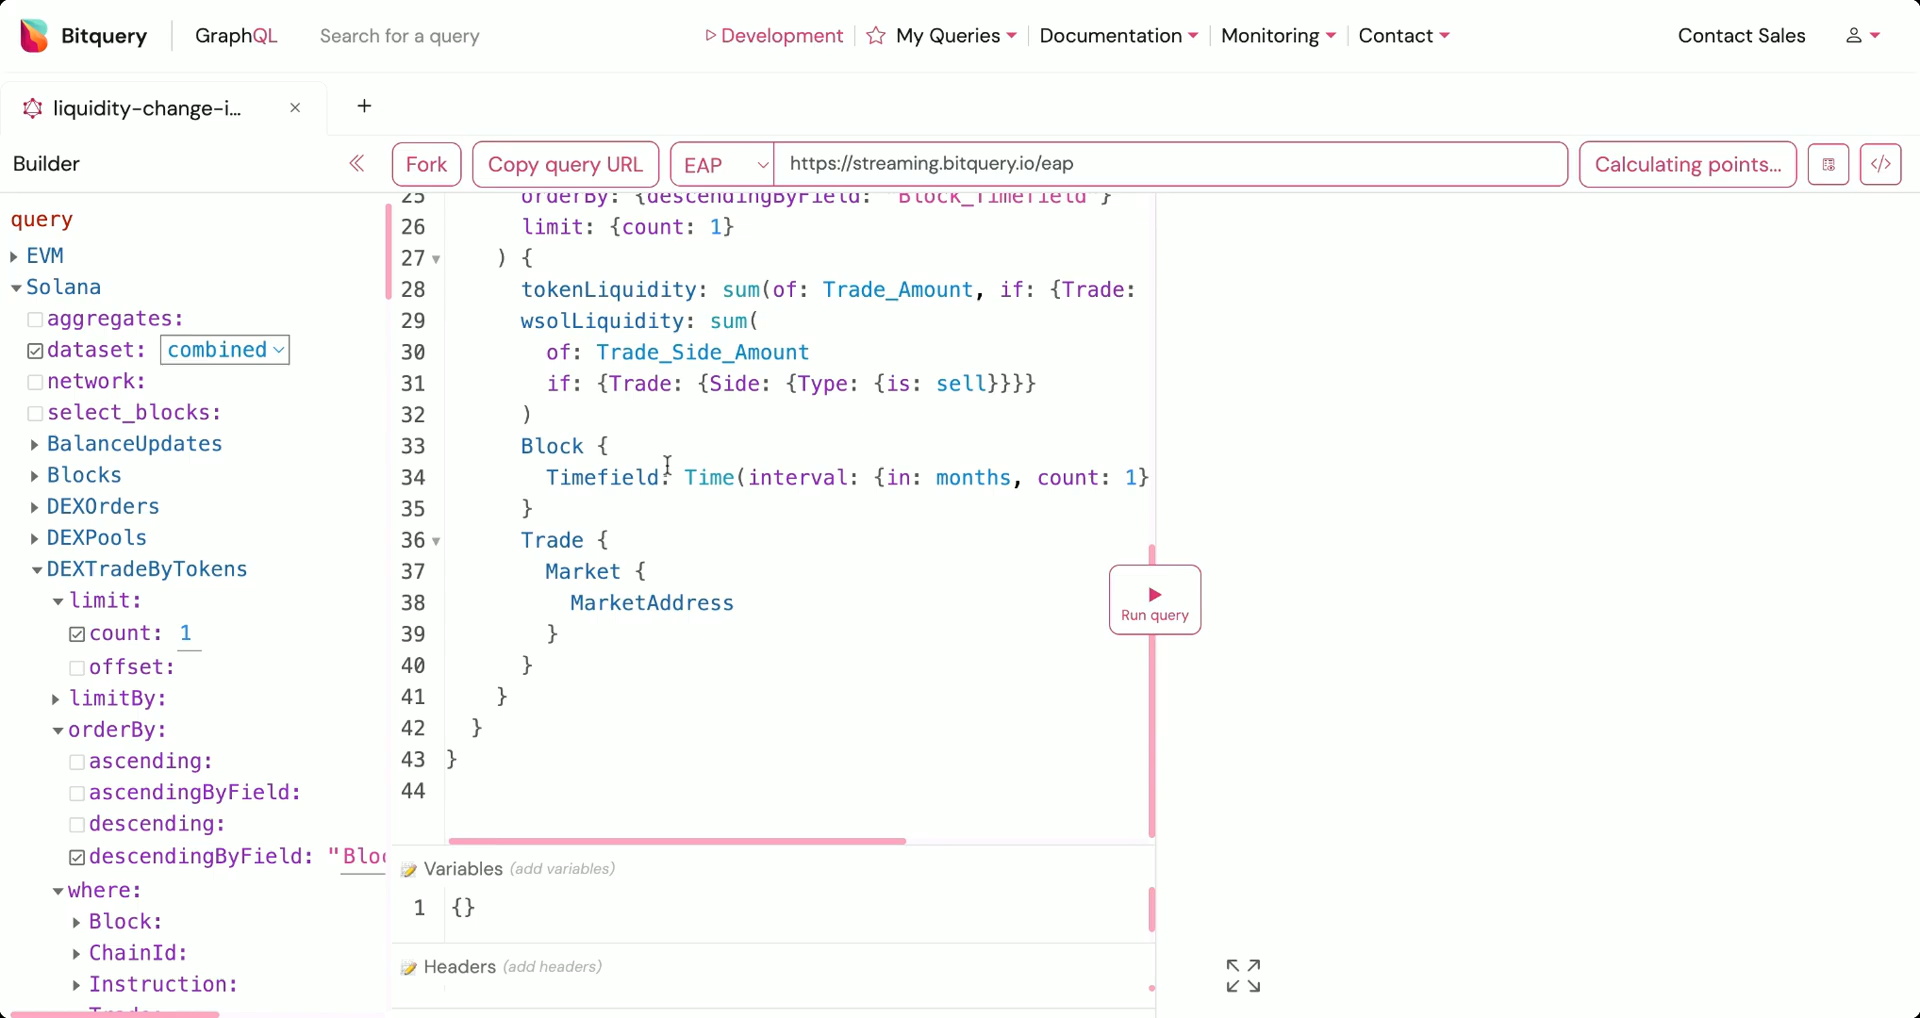 Bitquery GraphQL Search for a query Development My Queries Documentation Monitoring Contact Contact Sales
liquidity-change-i... × +
Builder Fork Copy query URL EAP https://streaming.bitquery.io/eap Calculating points...
query
EVM
Solana
aggregates:
dataset: combined
network:
select_blocks:
BalanceUpdates
Blocks
DEXOrders
DEXPools
DEXTradeByTokens
limit:
count: 1
offset:
limitBy:
orderBy:
ascending:
ascendingByField:
descending:
descendingByField: "Bloc
where:
Block:
ChainId:
Instruction:
25 orderBy: {descendingByField: "Block_Timefield"}
26 limit: {count: 1}
27 ) {
28 tokenLiquidity: sum(of: Trade_Amount, if: {Trade:
29 wsolLiquidity: sum(
30 of: Trade_Side_Amount
31 if: {Trade: {Side: {Type: {is: sell}}}}
32 )
33 Block {
34 Timefield: Time(interval: {in: months, count: 1}
35 }
36 Trade {
37 Market {
38 MarketAddress
39 }
40 }
41 }
42 }
43 }
44
Run query
Variables (add variables)
1 {}
Headers (add headers)